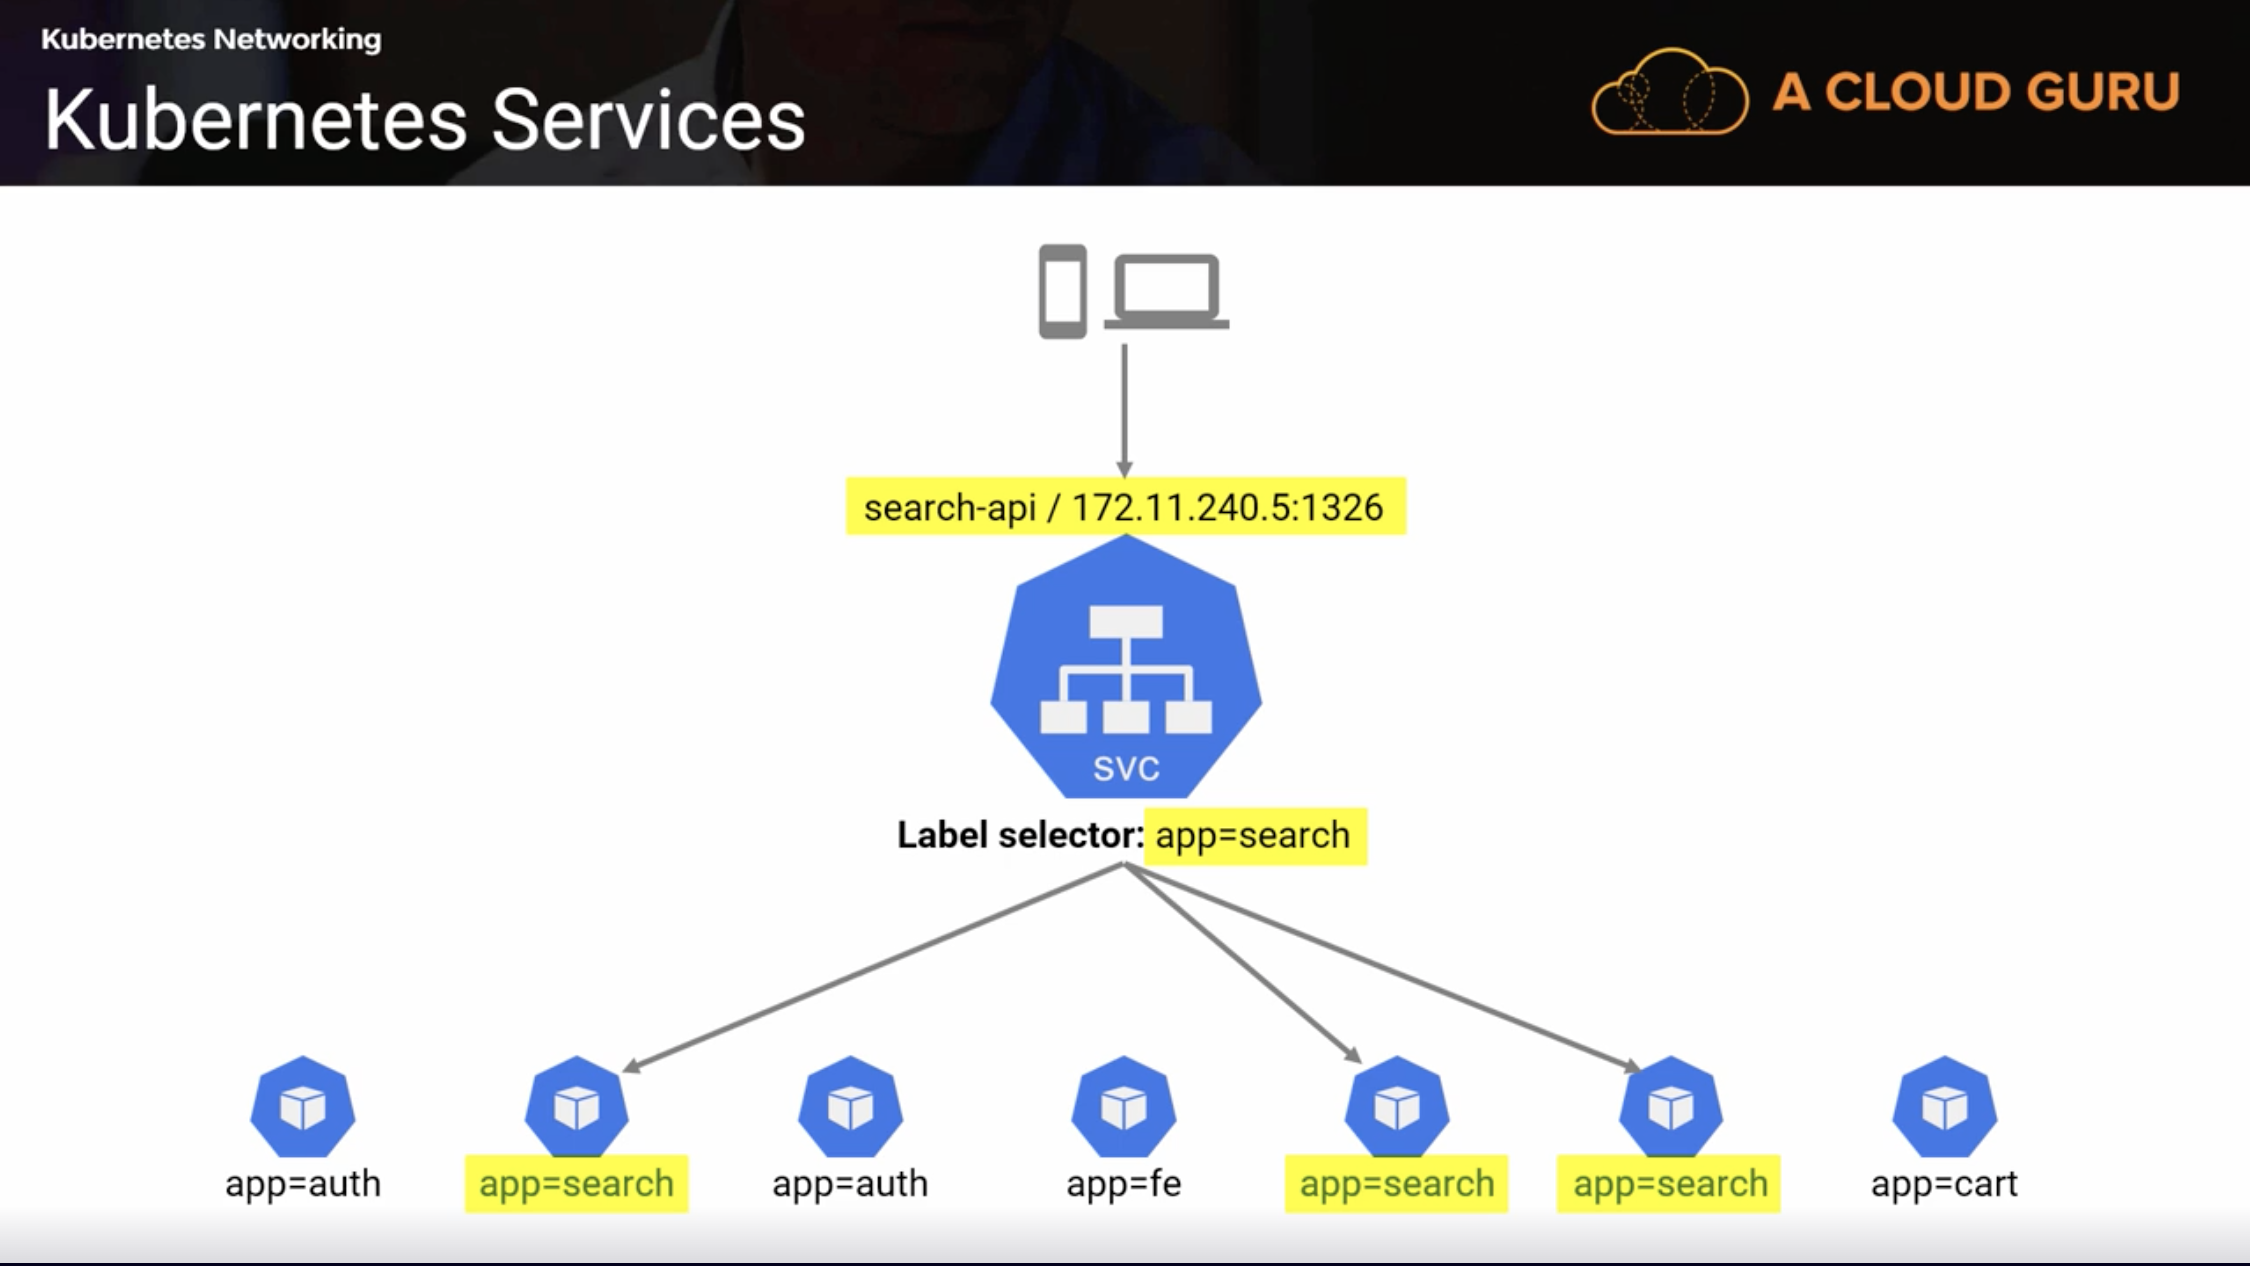 Kubernetes Networking
Kubernetes Services
A CLOUD GURU
search-api / 172.11.240.5:1326
SVC
Label selector: app=search
app=auth
app=search
app=auth
app=fe
app=search
app=search
app=cart